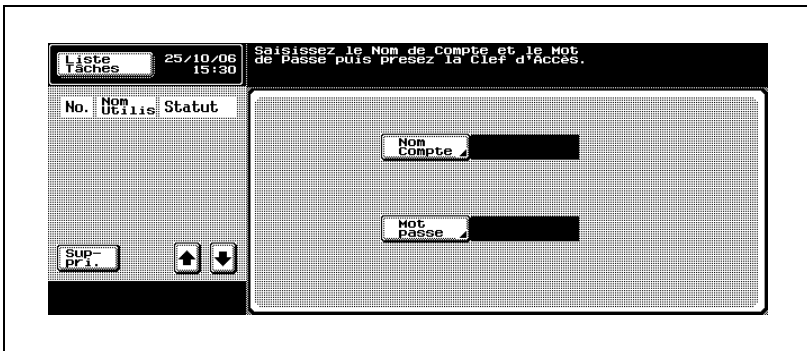 Liste
Tâches
25/10/06
15:30
Saisissez le Nom de Compte et le Mot
de Passe puis presez la Clef d'Accès.
No. Nom
Utilis Statut
Nom
Compte
Mot
passe
Sup-
pri.